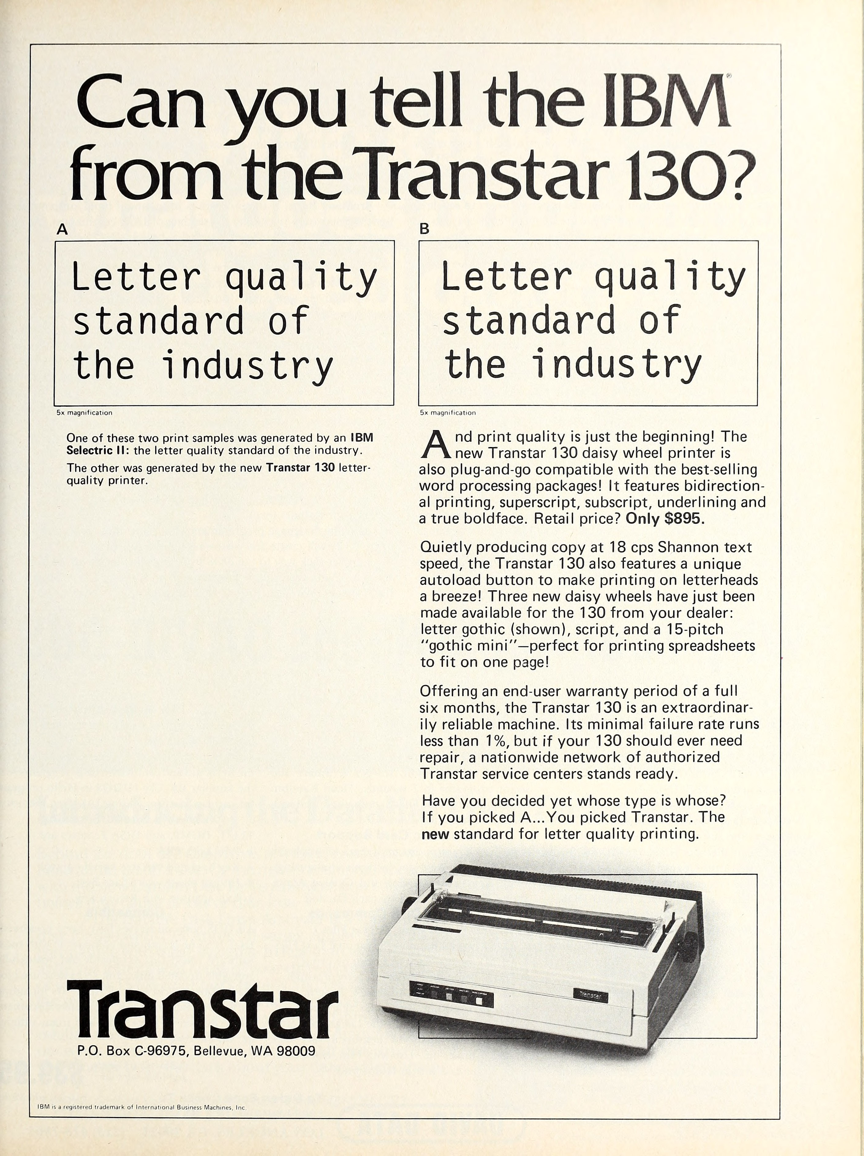 Can you tell the IBM®
from the Transtar 130?
A
Letter quality
standard of
the industry
5x magnification
One of these two print samples was generated by an IBM
Selectric II: the letter quality standard of the industry.
The other was generated by the new Transtar 130 letter-
quality printer.
B
Letter quality
standard of
the industry
5x magnification
And print quality is just the beginning! The
new Transtar 130 daisy wheel printer is
also plug-and-go compatible with the best-selling
word processing packages! It features bidirection-
al printing, superscript, subscript, underlining and
a true boldface. Retail price? Only $895.
Quietly producing copy at 18 cps Shannon text
speed, the Transtar 130 also features a unique
autoload button to make printing on letterheads
a breeze! Three new daisy wheels have just been
made available for the 130 from your dealer:
letter gothic (shown), script, and a 15-pitch
“gothic mini”—perfect for printing spreadsheets
to fit on one page!
Offering an end-user warranty period of a full
six months, the Transtar 130 is an extraordinar-
ily reliable machine. Its minimal failure rate runs
less than 1%, but if your 130 should ever need
repair, a nationwide network of authorized
Transtar service centers stands ready.
Have you decided yet whose type is whose?
If you picked A...You picked Transtar. The
new standard for letter quality printing.
Transtar
Transtar
P.O. Box C-96975, Bellevue, WA 98009
IBM is a registered trademark of International Business Machines, Inc.